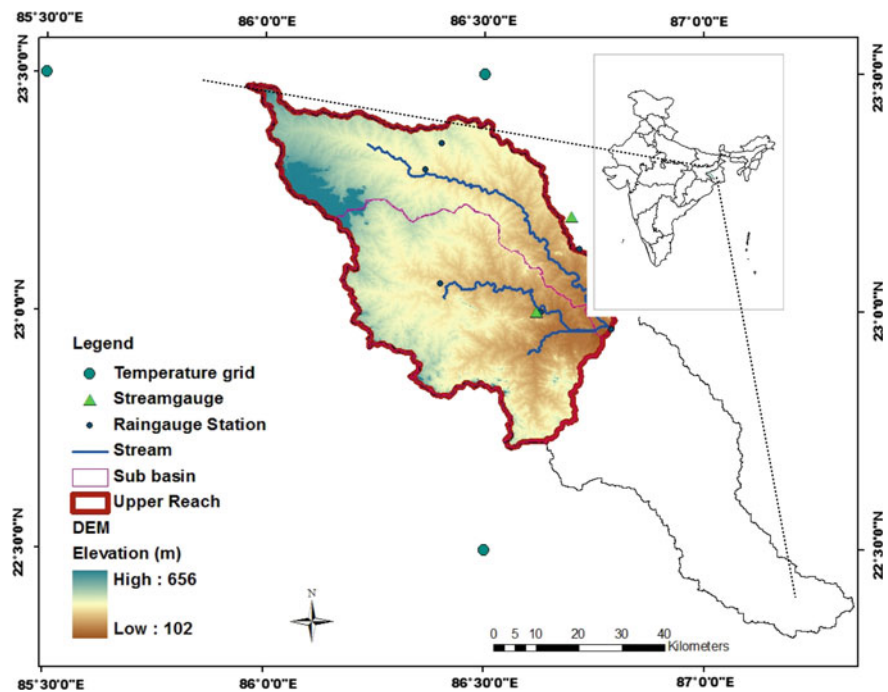 85°30'0"E 86°0'0"E 86°30'0"E 87°0'0"E
23°30'0"N 23°30'0"N
23°0'0"N 23°0'0"N
Legend
Temperature grid
Streamgauge
Raingauge Station
Stream
Sub basin
Upper Reach
DEM
Elevation (m)
High : 656
Low : 102
22°30'0"N 22°30'0"N
N
0 5 10 20 30 40
Kilometers
85°30'0"E 86°0'0"E 86°30'0"E 87°0'0"E